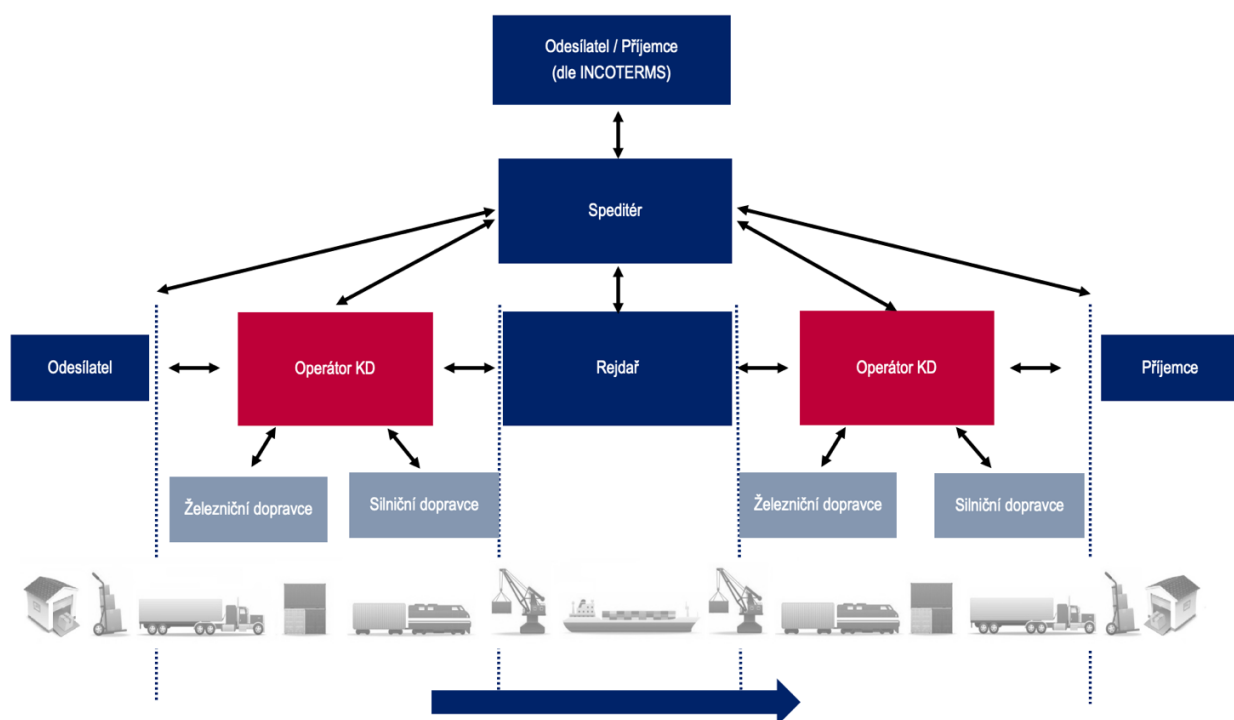 Odesílatel / Příjemce
(dle INCOTERMS)
Speditér
Odesílatel
Operátor KD
Rejdař
Operátor KD
Příjemce
Železniční dopravce
Silniční dopravce
Železniční dopravce
Silniční dopravce